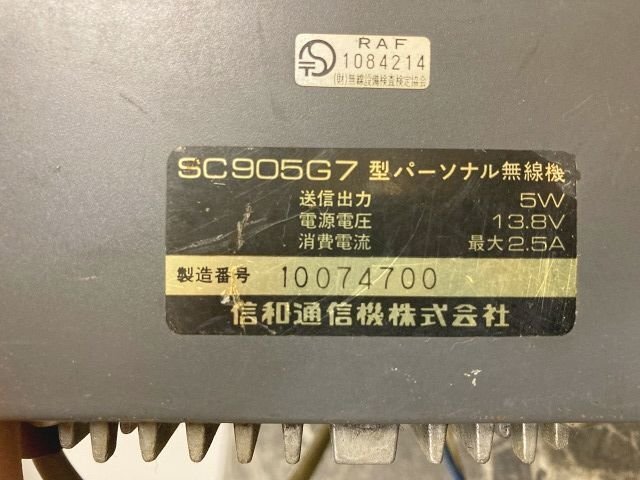 RAF
1084214
(財)無線設備検査検定協会
SC905G7 型パーソナル無線機
送信出力 5W
電源電圧 13.8V
消費電流 最大2.5A
製造番号 10074700
信和通信機株式会社